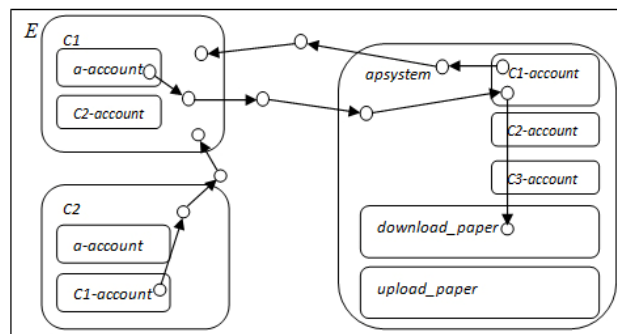 E
C1
a-account
C2-account
C2
a-account
C1-account
apsystem
C1-account
C2-account
C3-account
download_paper
upload_paper